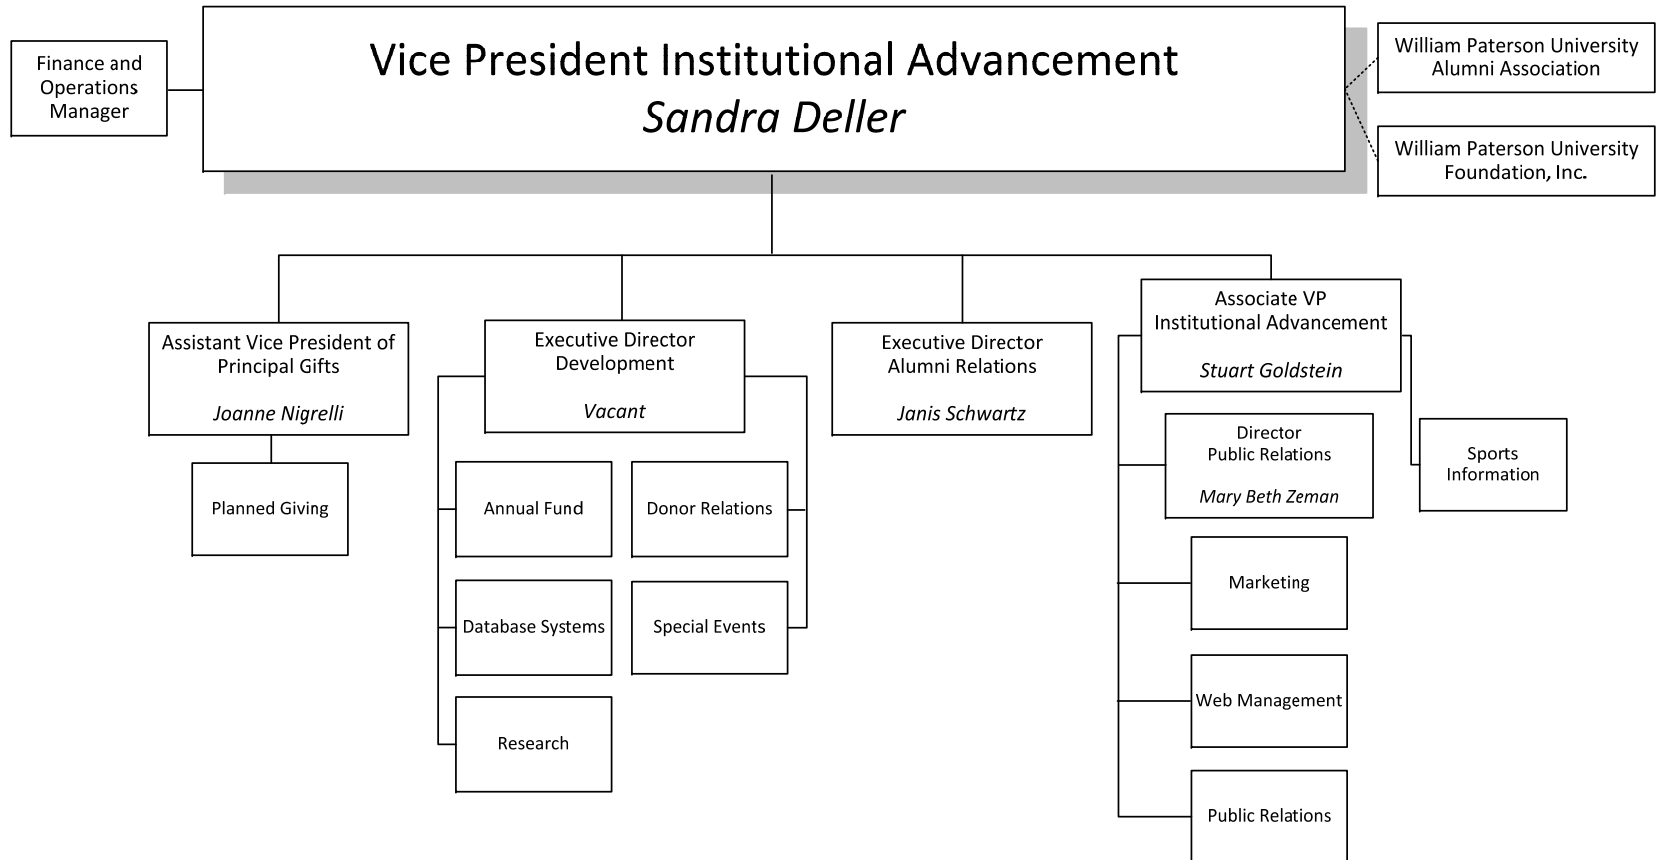 Vice President Institutional Advancement
Sandra Deller
Finance and
Operations
Manager
William Paterson University
Alumni Association
William Paterson University
Foundation, Inc.
Assistant Vice President of
Principal Gifts
Joanne Nigrelli
Planned Giving
Executive Director
Development
Vacant
Annual Fund
Donor Relations
Database Systems
Special Events
Research
Executive Director
Alumni Relations
Janis Schwartz
Associate VP
Institutional Advancement
Stuart Goldstein
Director
Public Relations
Mary Beth Zeman
Sports
Information
Marketing
Web Management
Public Relations